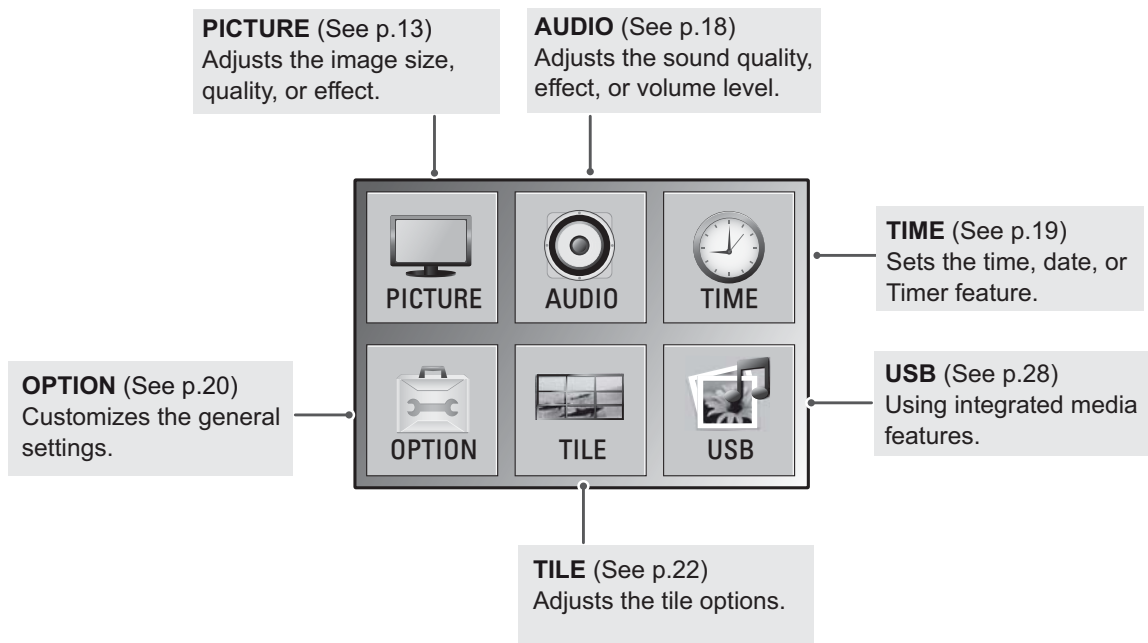 PICTURE (See p.13)
Adjusts the image size,
quality, or effect.
AUDIO (See p.18)
Adjusts the sound quality,
effect, or volume level.
PICTURE
AUDIO
TIME
TIME (See p.19)
Sets the time, date, or
Timer feature.
OPTION (See p.20)
Customizes the general
settings.
OPTION
TILE
USB
USB (See p.28)
Using integrated media
features.
TILE (See p.22)
Adjusts the tile options.